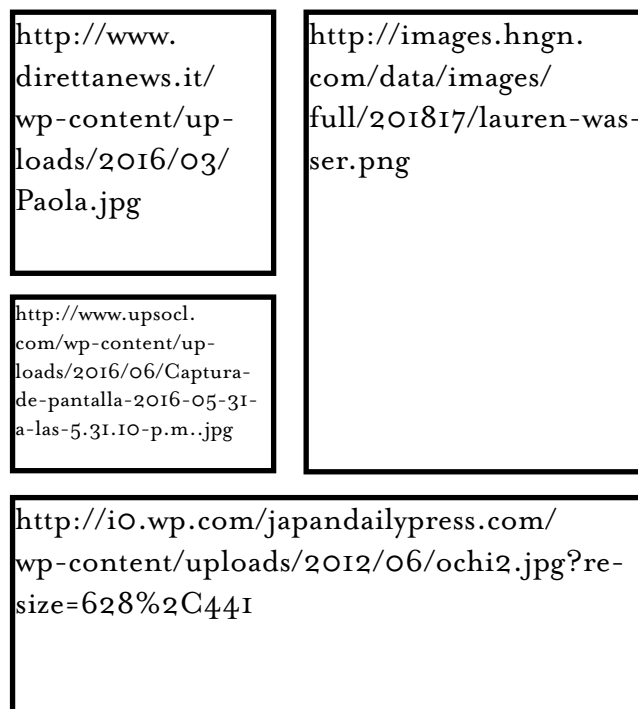 http://www.
direttanews.it/
wp-content/up-
loads/2016/03/
Paola.jpg
http://images.hngn.
com/data/images/
full/201817/lauren-was-
ser.png
http://www.upsocl.
com/wp-content/up-
loads/2016/06/Captura-
de-pantalla-2016-05-31-
a-las-5.31.10-p.m..jpg
http://i0.wp.com/japandailypress.com/
wp-content/uploads/2012/06/ochi2.jpg?re-
size=628%2C441